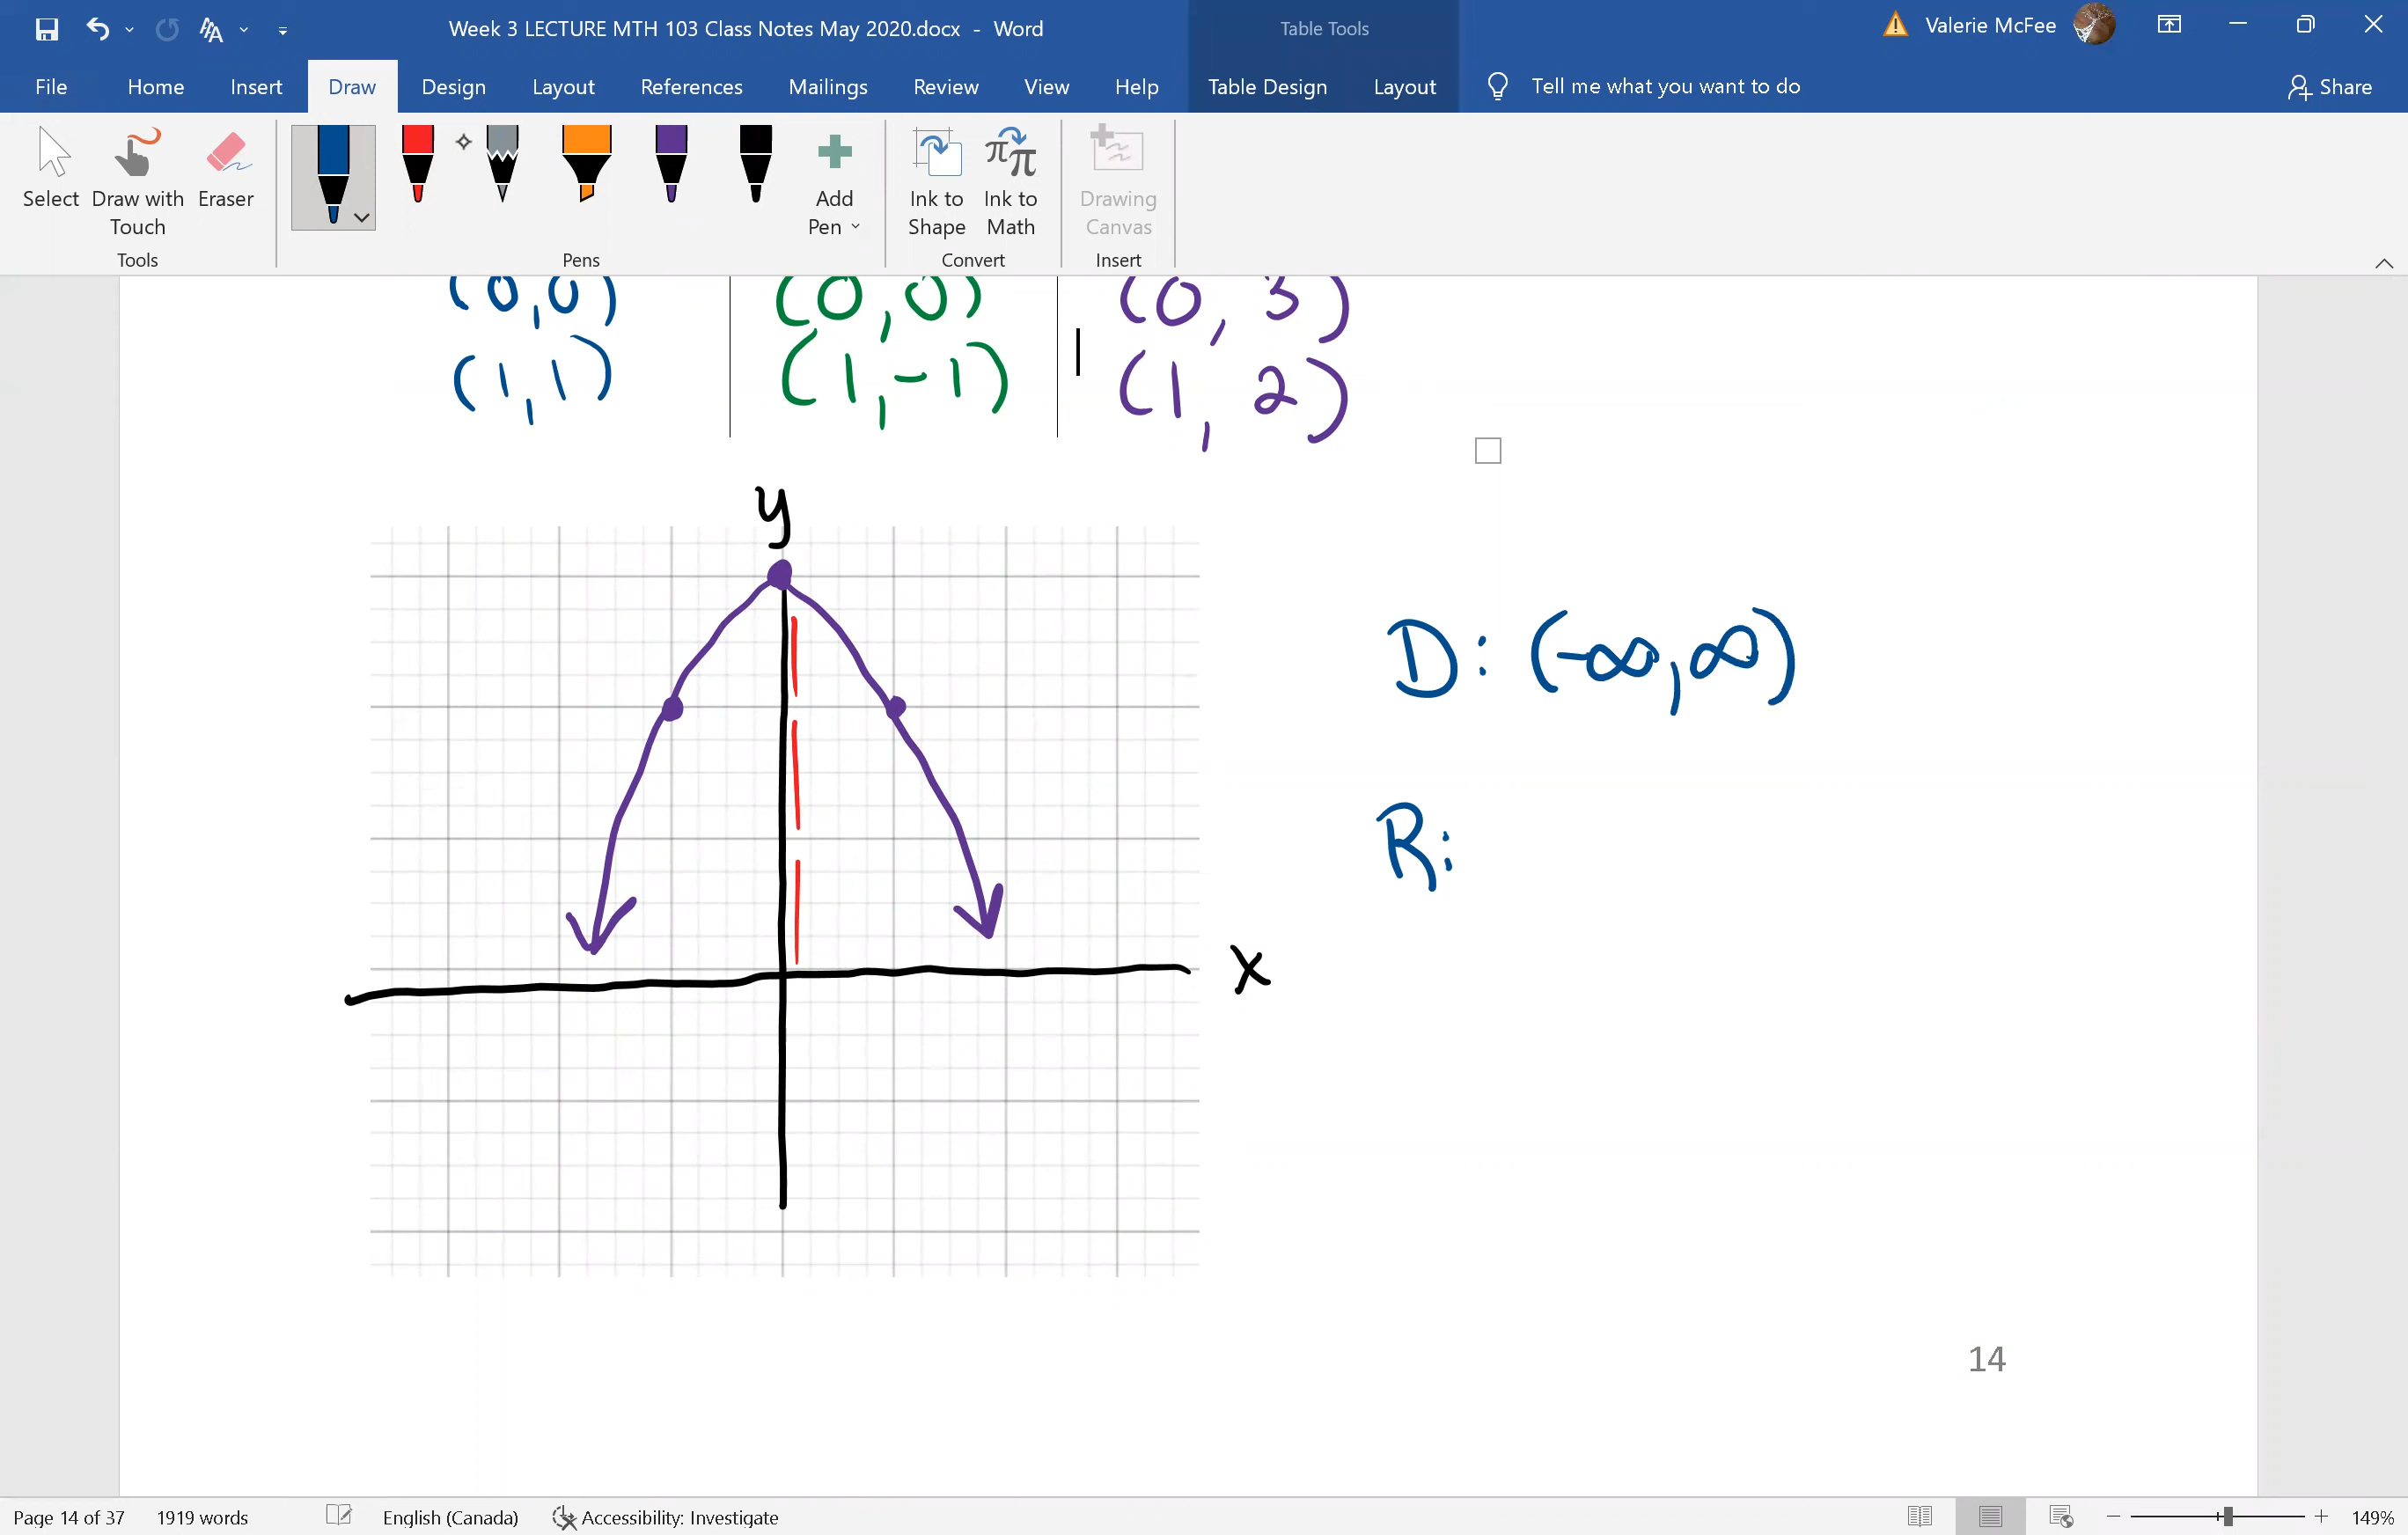 Week 3 LECTURE MTH 103 Class Notes May 2020.docx - Word
Table Tools
Valerie McFee
File Home Insert Draw Design Layout References Mailings Review View Help Table Design Layout Tell me what you want to do Share
Select Draw with Touch Eraser
Add Pen
Ink to Shape Ink to Math
Drawing Canvas
Tools Pens Convert Insert
(0,0) (0,0) (0, 3)
(1,1) (1,-1) (1, 2)
y
D: (-∞,∞)
R:
x
14
Page 14 of 37 1919 words English (Canada) Accessibility: Investigate 149%